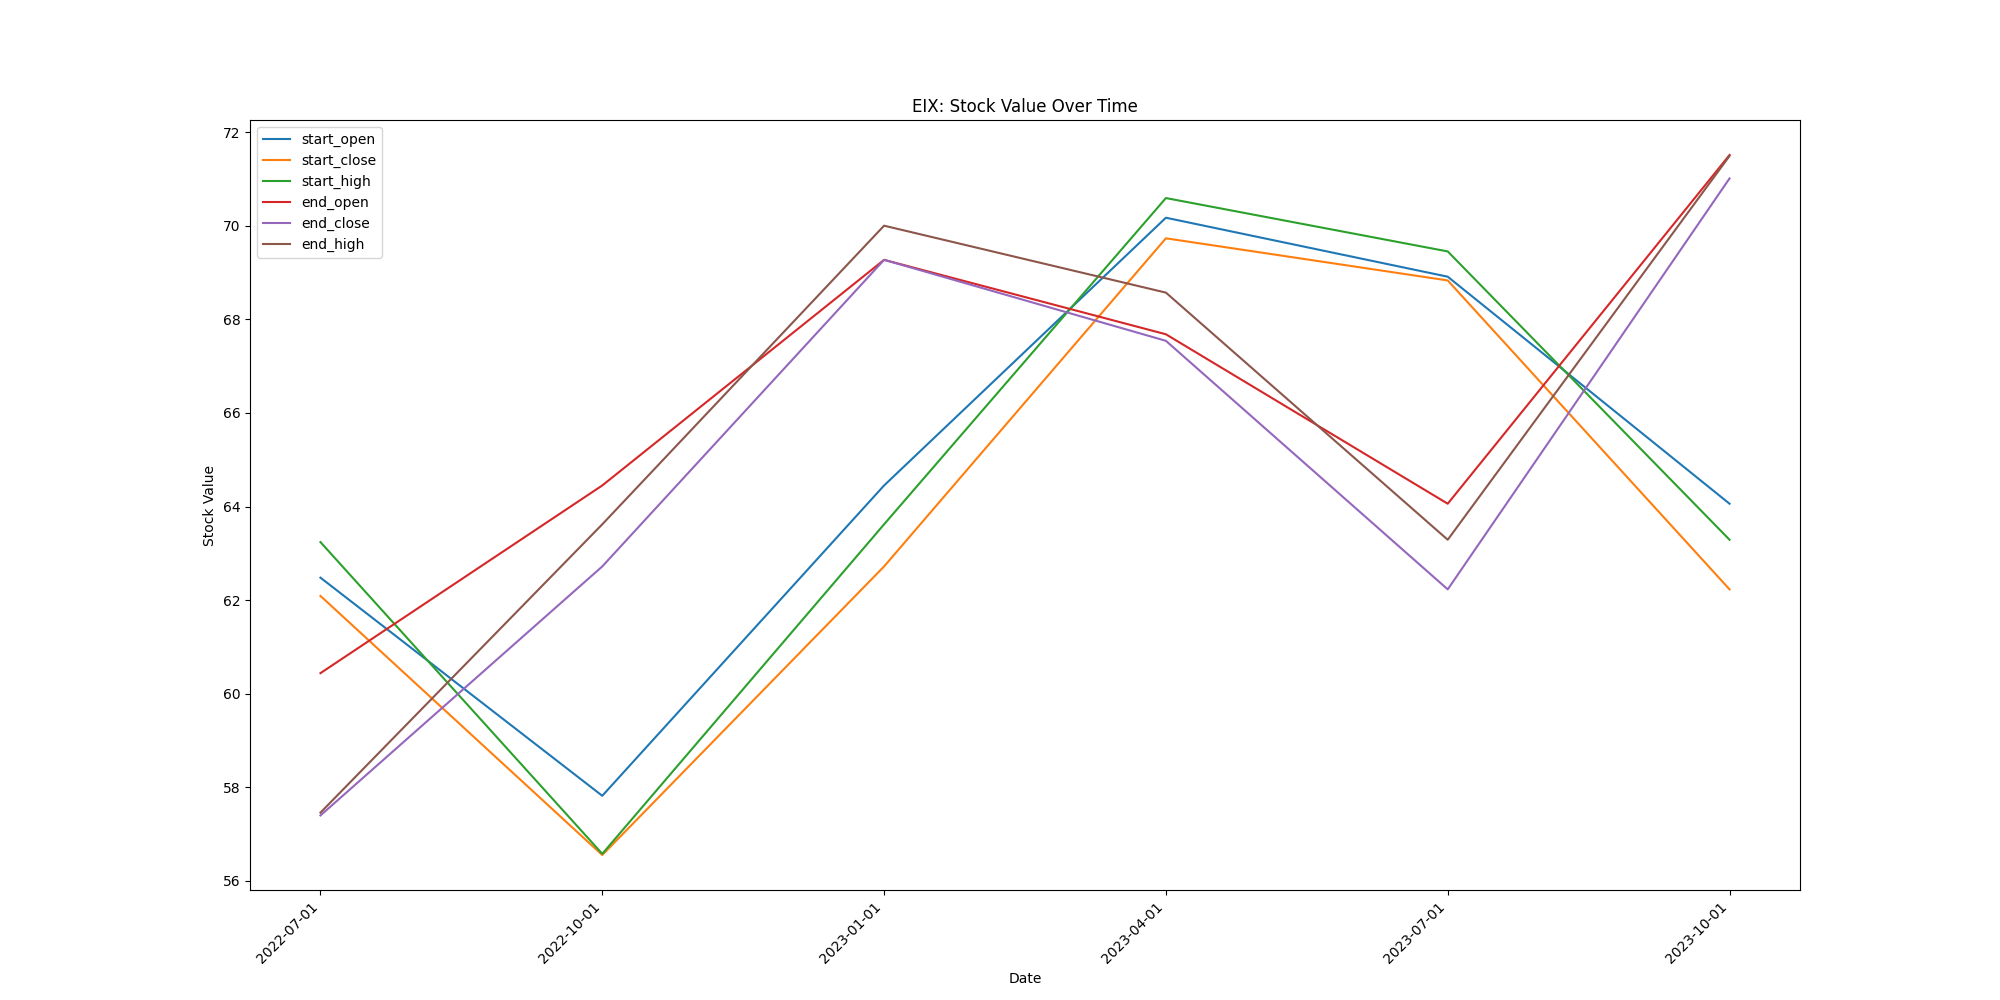 EIX: Stock Value Over Time
start_open
start_close
start_high
end_open
end_close
end_high
72
70
68
66
64
62
60
58
56
Stock Value
2022-07-01
2022-10-01
2023-01-01
2023-04-01
2023-07-01
2023-10-01
Date